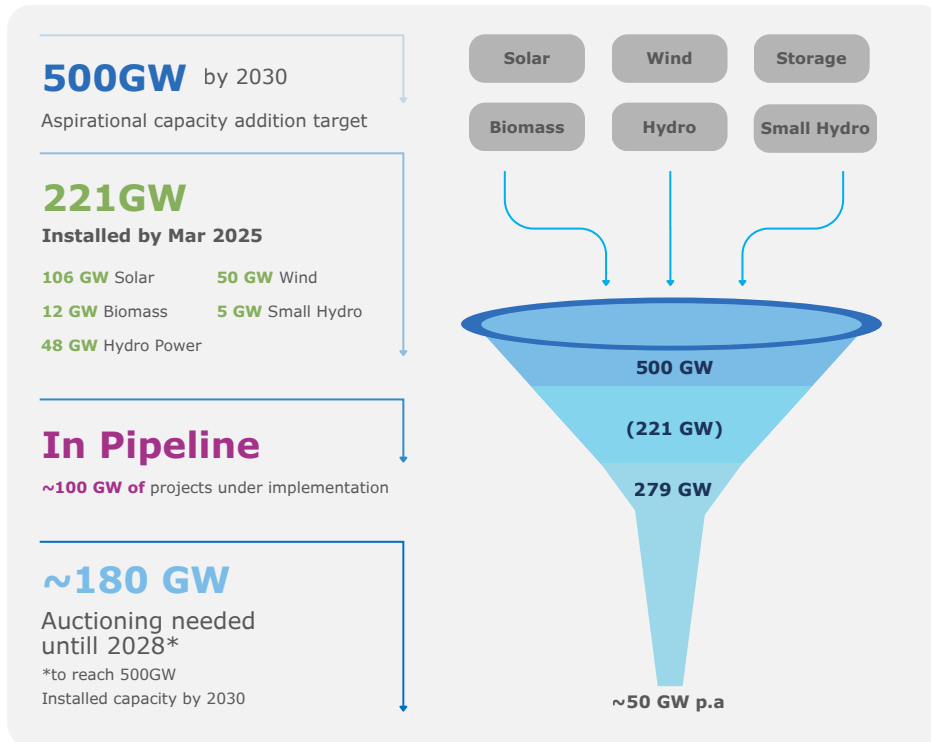 500GW by 2030
Aspirational capacity addition target
221GW
Installed by Mar 2025
106 GW Solar
50 GW Wind
12 GW Biomass
5 GW Small Hydro
48 GW Hydro Power
In Pipeline
~100 GW of projects under implementation
~180 GW
Auctioning needed
untill 2028*
*to reach 500GW
Installed capacity by 2030
Solar
Wind
Storage
Biomass
Hydro
Small Hydro
500 GW
(221 GW)
279 GW
~50 GW p.a